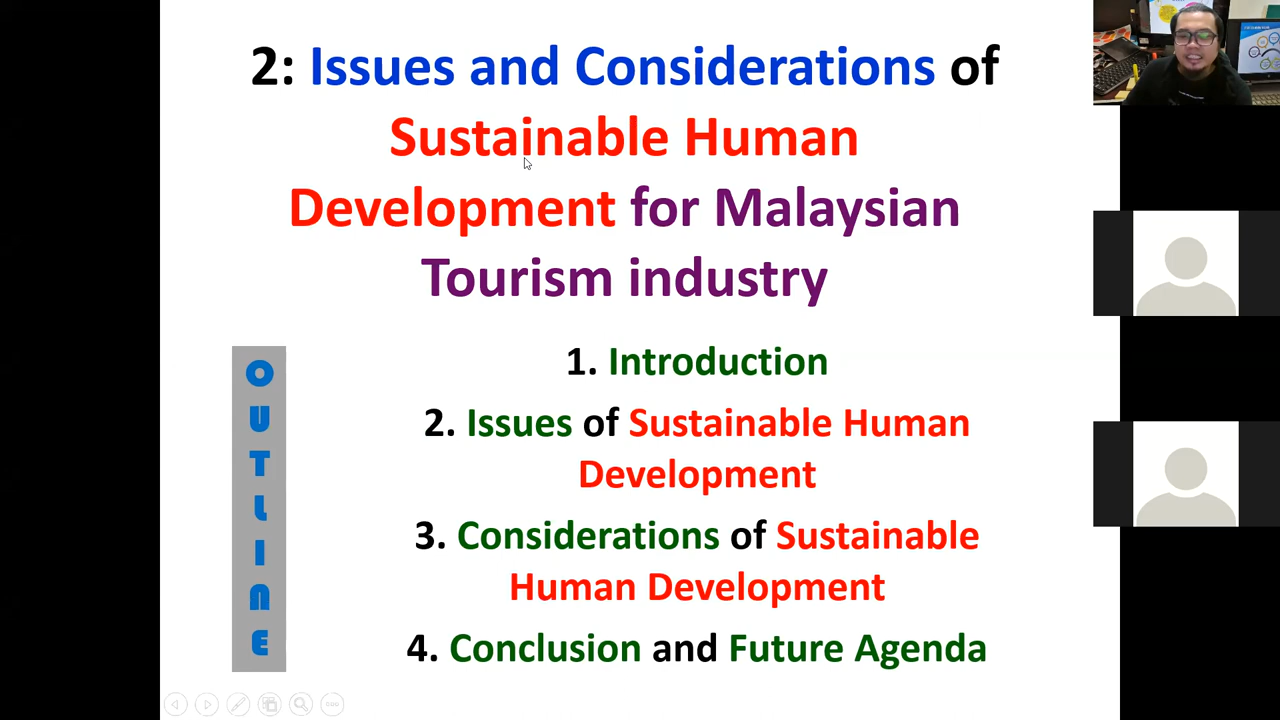 2: Issues and Considerations of
Sustainable Human
Development for Malaysian
Tourism industry
OUTLINE
1. Introduction
2. Issues of Sustainable Human
Development
3. Considerations of Sustainable
Human Development
4. Conclusion and Future Agenda